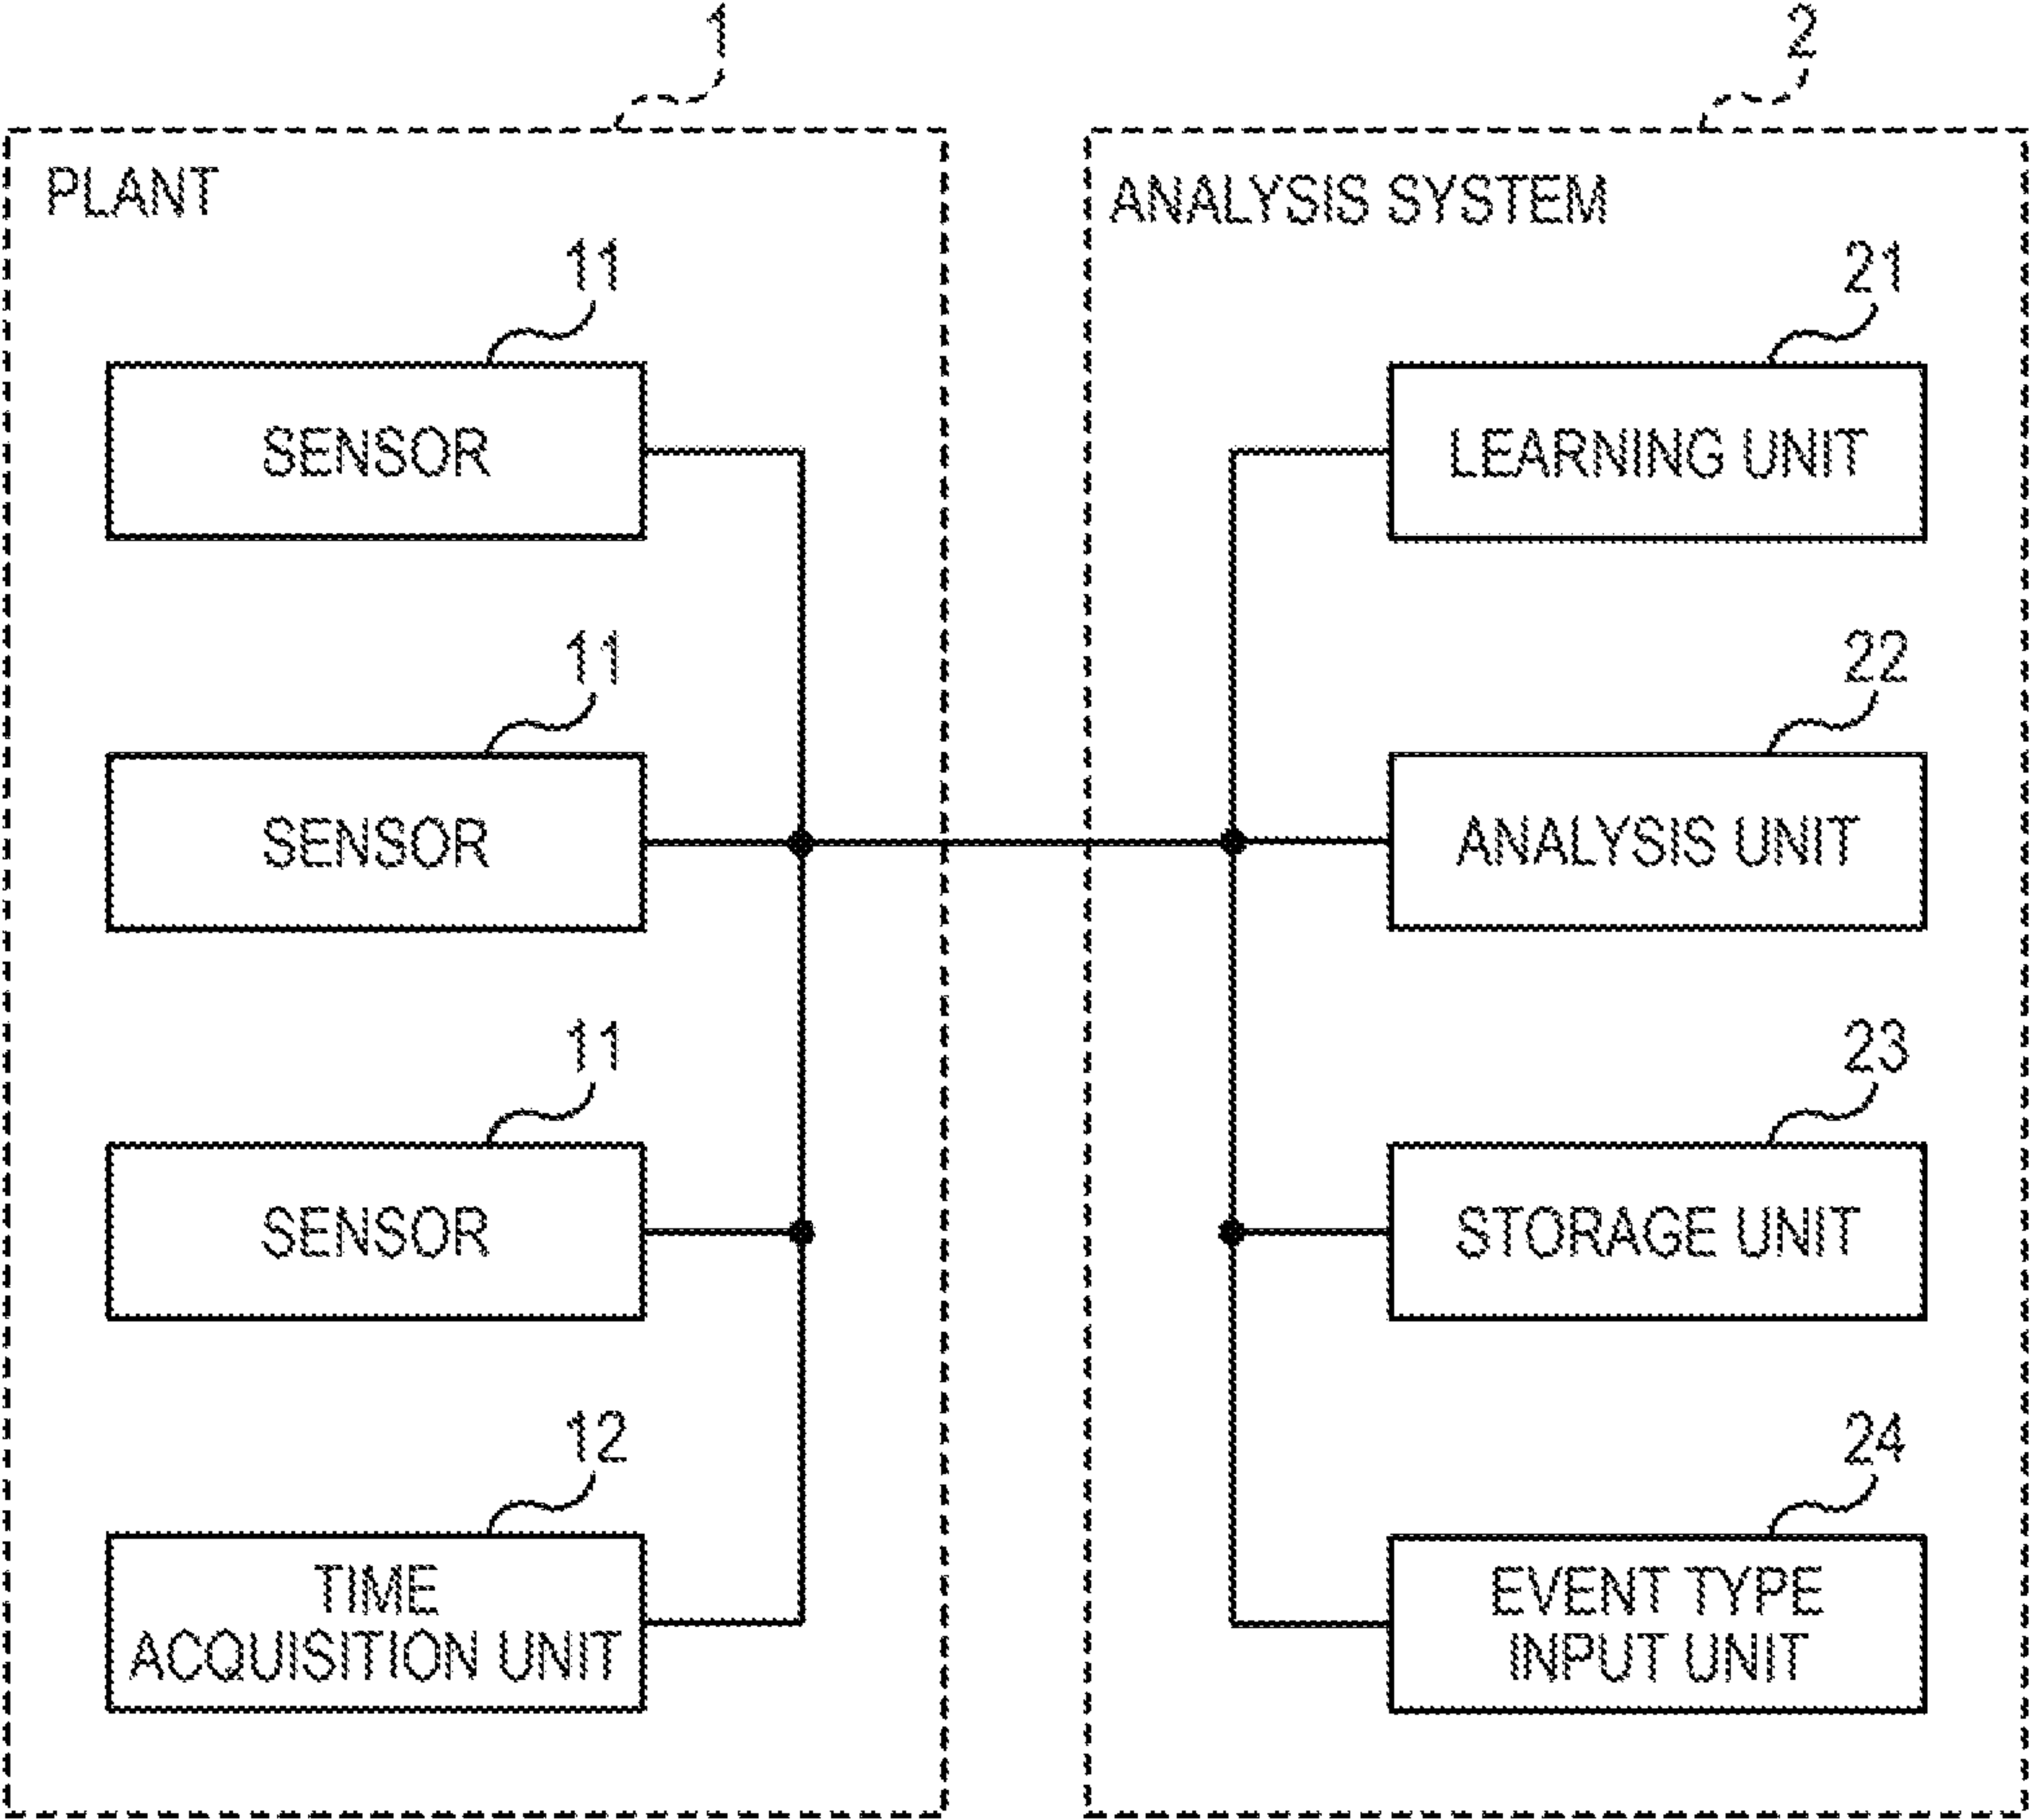 1
PLANT
11
SENSOR
11
SENSOR
11
SENSOR
12
TIME
ACQUISITION UNIT
2
ANALYSIS SYSTEM
21
LEARNING UNIT
22
ANALYSIS UNIT
23
STORAGE UNIT
24
EVENT TYPE
INPUT UNIT